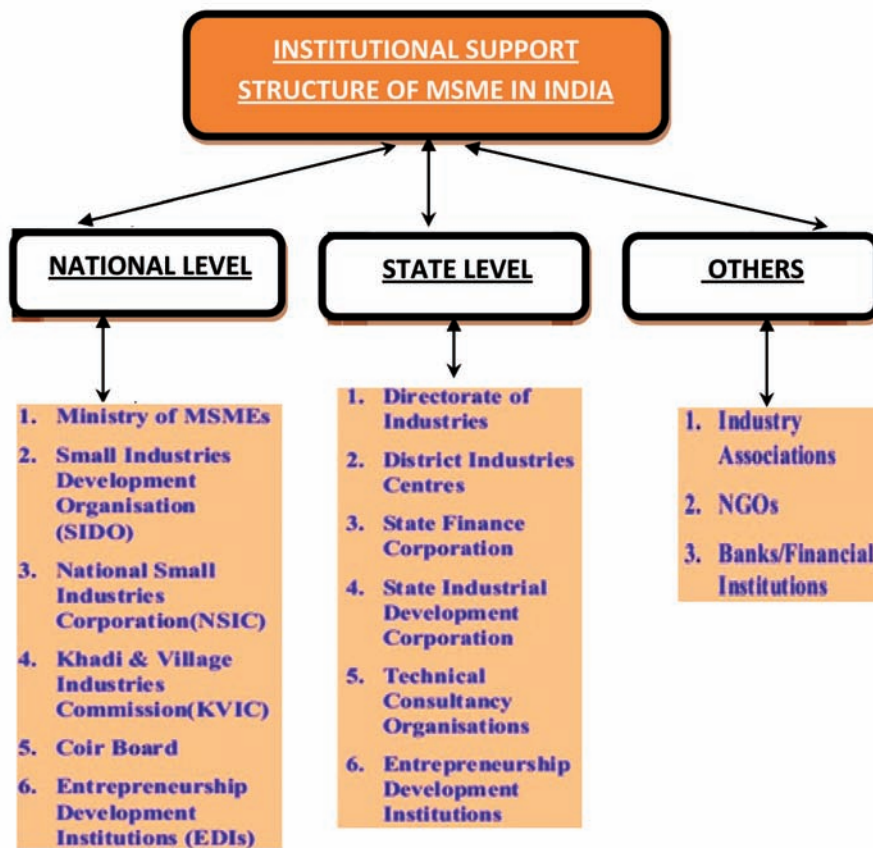 INSTITUTIONAL SUPPORT
STRUCTURE OF MSME IN INDIA
NATIONAL LEVEL
STATE LEVEL
OTHERS
1. Ministry of MSMEs
2. Small Industries
Development
Organisation
(SIDO)
3. National Small
Industries
Corporation(NSIC)
4. Khadi & Village
Industries
Commission(KVIC)
5. Coir Board
6. Entrepreneurship
Development
Institutions (EDIs)
1. Directorate of
Industries
2. District Industries
Centres
3. State Finance
Corporation
4. State Industrial
Development
Corporation
5. Technical
Consultancy
Organisations
6. Entrepreneurship
Development
Institutions
1. Industry
Associations
2. NGOs
3. Banks/Financial
Institutions